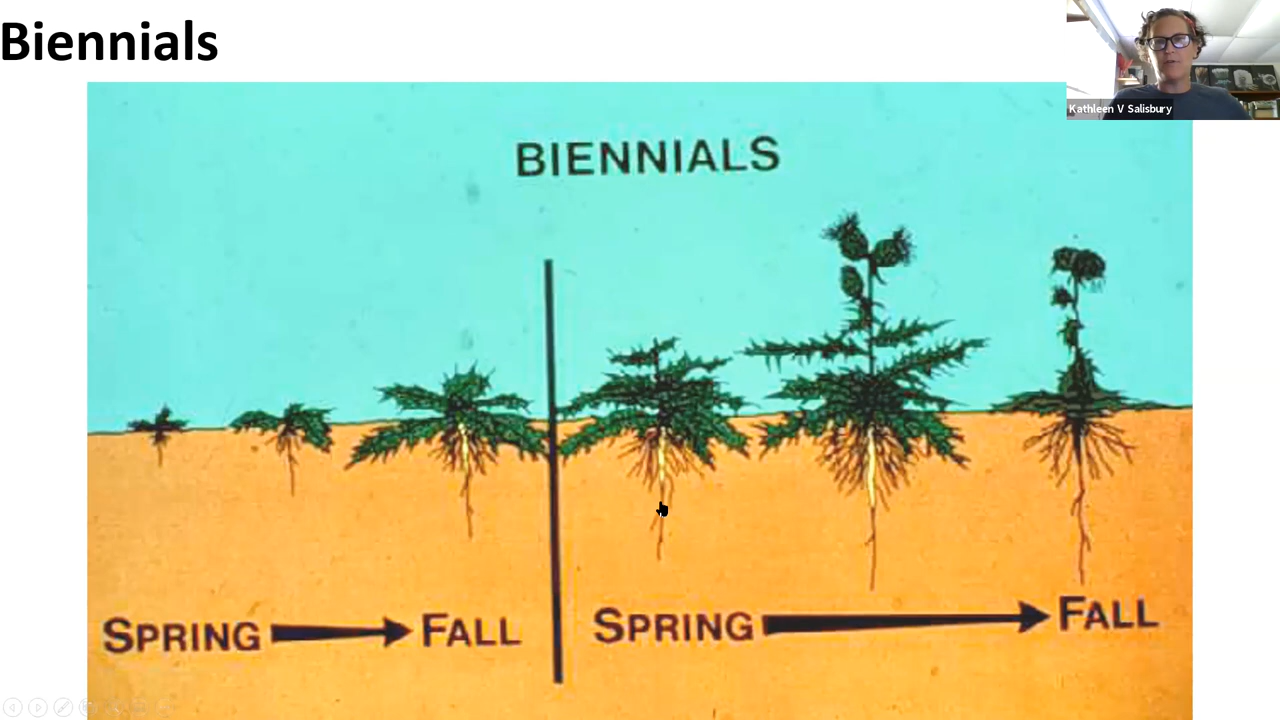 Biennials
Kathleen V Salisbury
BIENNIALS
SPRING FALL
SPRING FALL